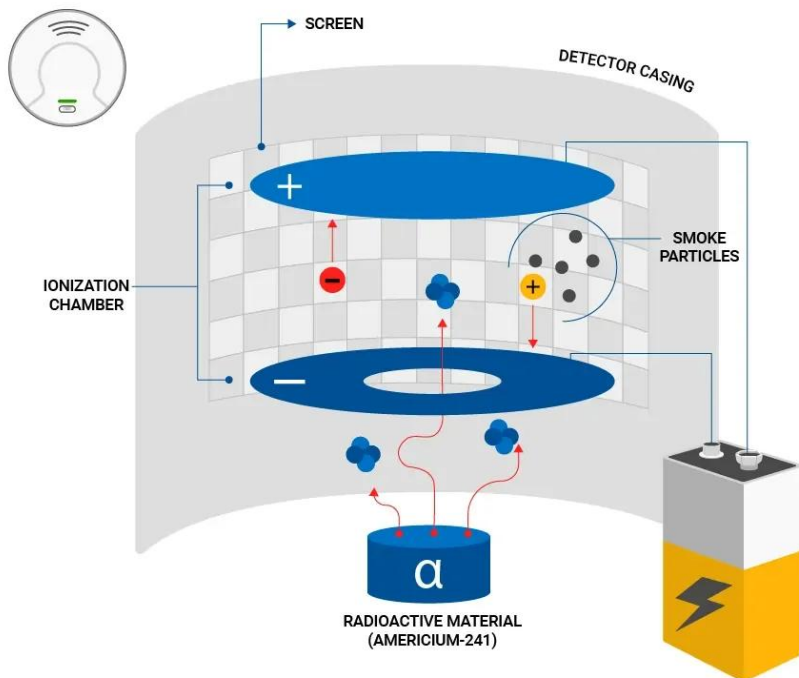 SCREEN
DETECTOR CASING
+
−
+
SMOKE
PARTICLES
IONIZATION
CHAMBER
−
α
RADIOACTIVE MATERIAL
(AMERICIUM-241)